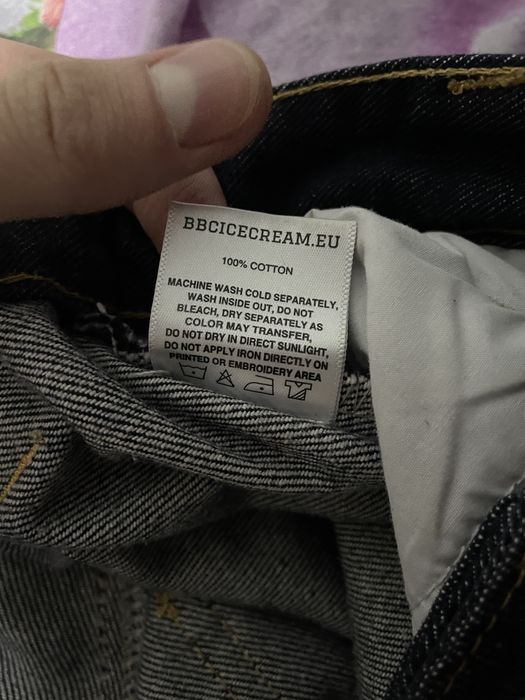 BBCICECREAM.EU
100% COTTON
MACHINE WASH COLD SEPARATELY,
WASH INSIDE OUT, DO NOT
BLEACH, DRY SEPARATELY AS
COLOR MAY TRANSFER,
DO NOT DRY IN DIRECT SUNLIGHT,
DO NOT APPLY IRON DIRECTLY ON
PRINTED OR EMBROIDERY AREA